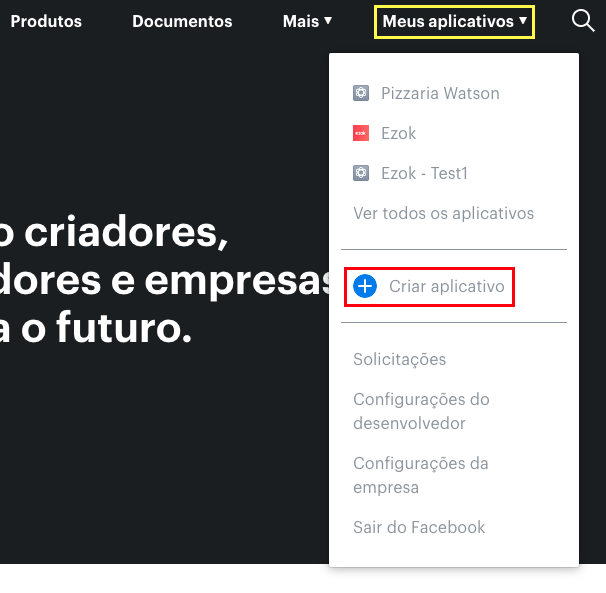 Produtos
Documentos
Mais
Meus aplicativos
Pizzaria Watson
Ezok
Ezok - Test1
Ver todos os aplicativos
o criadores,
dores e empresas
a o futuro.
Criar aplicativo
Solicitações
Configurações do
desenvolvedor
Configurações da
empresa
Sair do Facebook